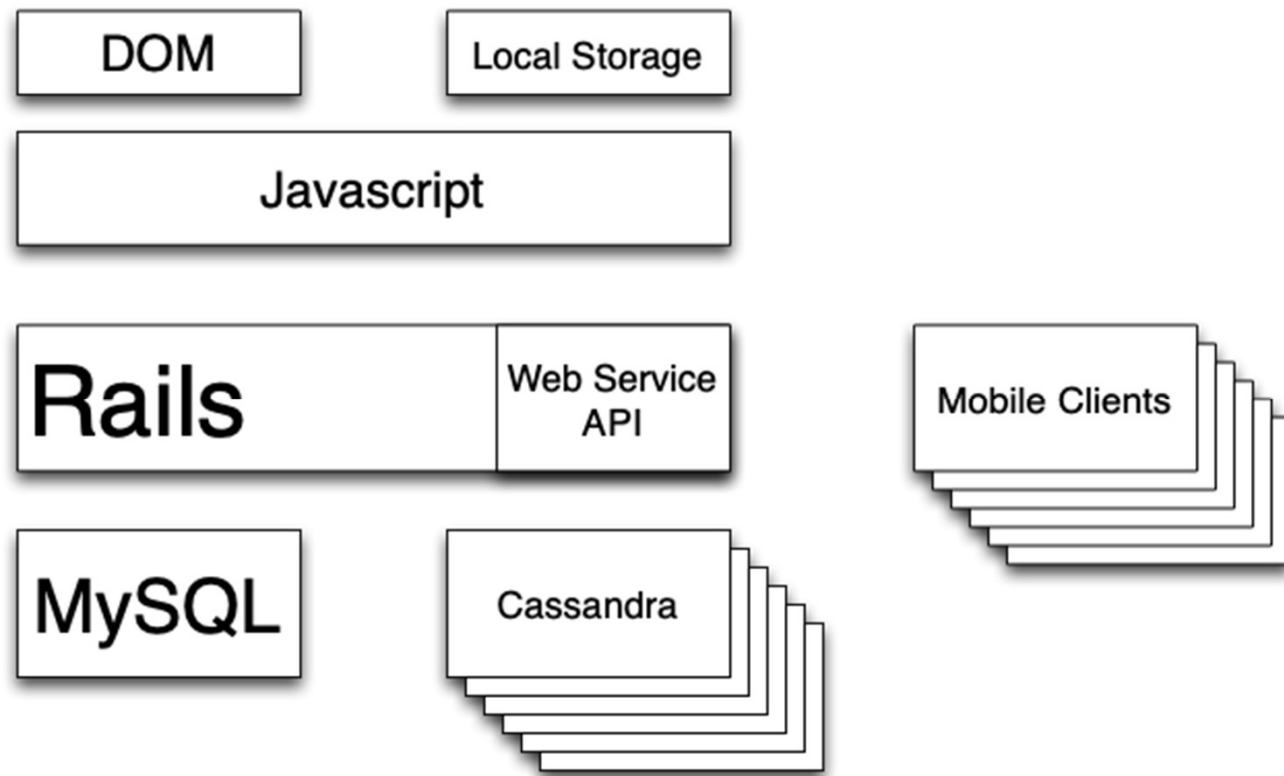 DOM
Local Storage
Javascript
Rails
Web Service
API
Mobile Clients
MySQL
Cassandra